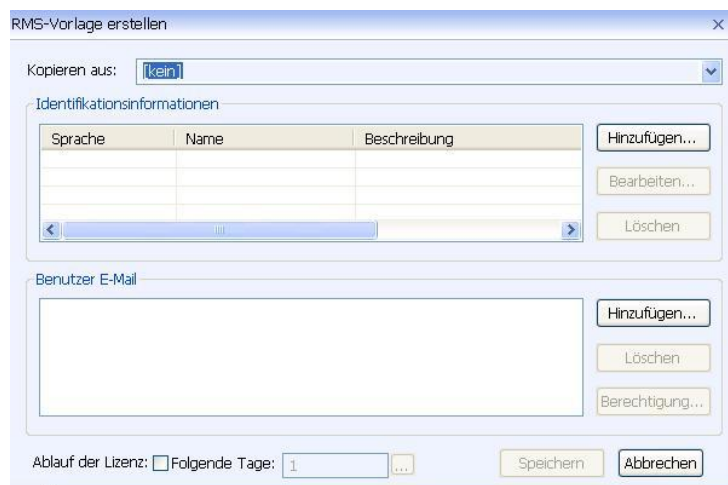 RMS-Vorlage erstellen
Kopieren aus: [kein]
Identifikationsinformationen
Sprache Name Beschreibung
Hinzufügen...
Bearbeiten...
Löschen
Benutzer E-Mail
Hinzufügen...
Löschen
Berechtigung...
Ablauf der Lizenz: Folgende Tage: 1 ... Speichern Abbrechen